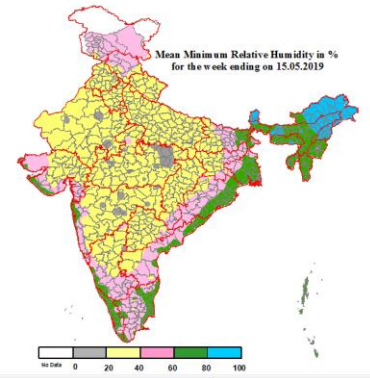 Mean Minimum Relative Humidity in %
for the week ending on 15.05.2019
No Data 0 20 40 60 80 100